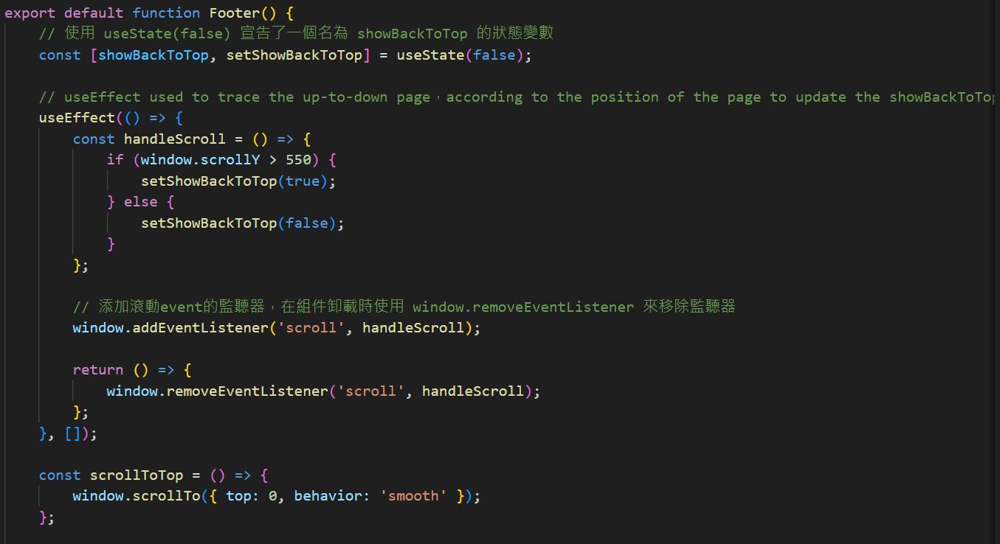 export default function Footer() {
// 使用 useState(false) 宣告了一個名為 showBackToTop 的狀態變數
const [showBackToTop, setShowBackToTop] = useState(false);
// useEffect used to trace the up-to-down page，according to the position of the page to update the showBackToTop
useEffect(() => {
const handleScroll = () => {
if (window.scrollY > 550) {
setShowBackToTop(true);
} else {
setShowBackToTop(false);
}
};
// 添加滾動event的監聽器，在組件卸載時使用 window.removeEventListener 來移除監聽器
window.addEventListener('scroll', handleScroll);
return () => {
window.removeEventListener('scroll', handleScroll);
};
}, []);
const scrollToTop = () => {
window.scrollTo({ top: 0, behavior: 'smooth' });
};